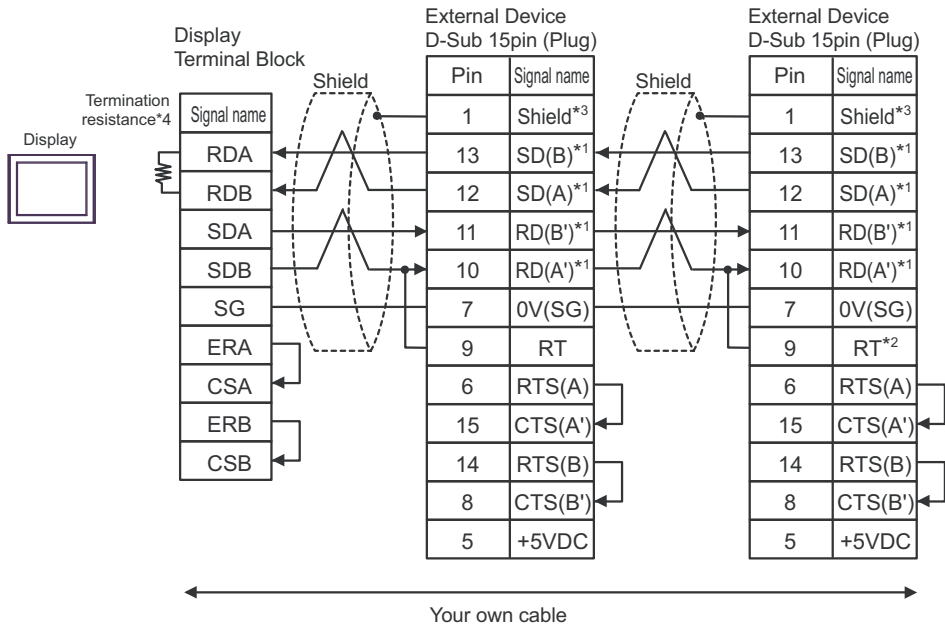 Display
Terminal Block
External Device
D-Sub 15pin (Plug)
External Device
D-Sub 15pin (Plug)
Display
Termination
resistance*4
Shield
Shield
Signal name
RDA
RDB
SDA
SDB
SG
ERA
CSA
ERB
CSB
Pin Signal name
1 Shield*3
13 SD(B)*1
12 SD(A)*1
11 RD(B')*1
10 RD(A')*1
7 0V(SG)
9 RT
6 RTS(A)
15 CTS(A')
14 RTS(B)
8 CTS(B')
5 +5VDC
Pin Signal name
1 Shield*3
13 SD(B)*1
12 SD(A)*1
11 RD(B')*1
10 RD(A')*1
7 0V(SG)
9 RT*2
6 RTS(A)
15 CTS(A')
14 RTS(B)
8 CTS(B')
5 +5VDC
Your own cable